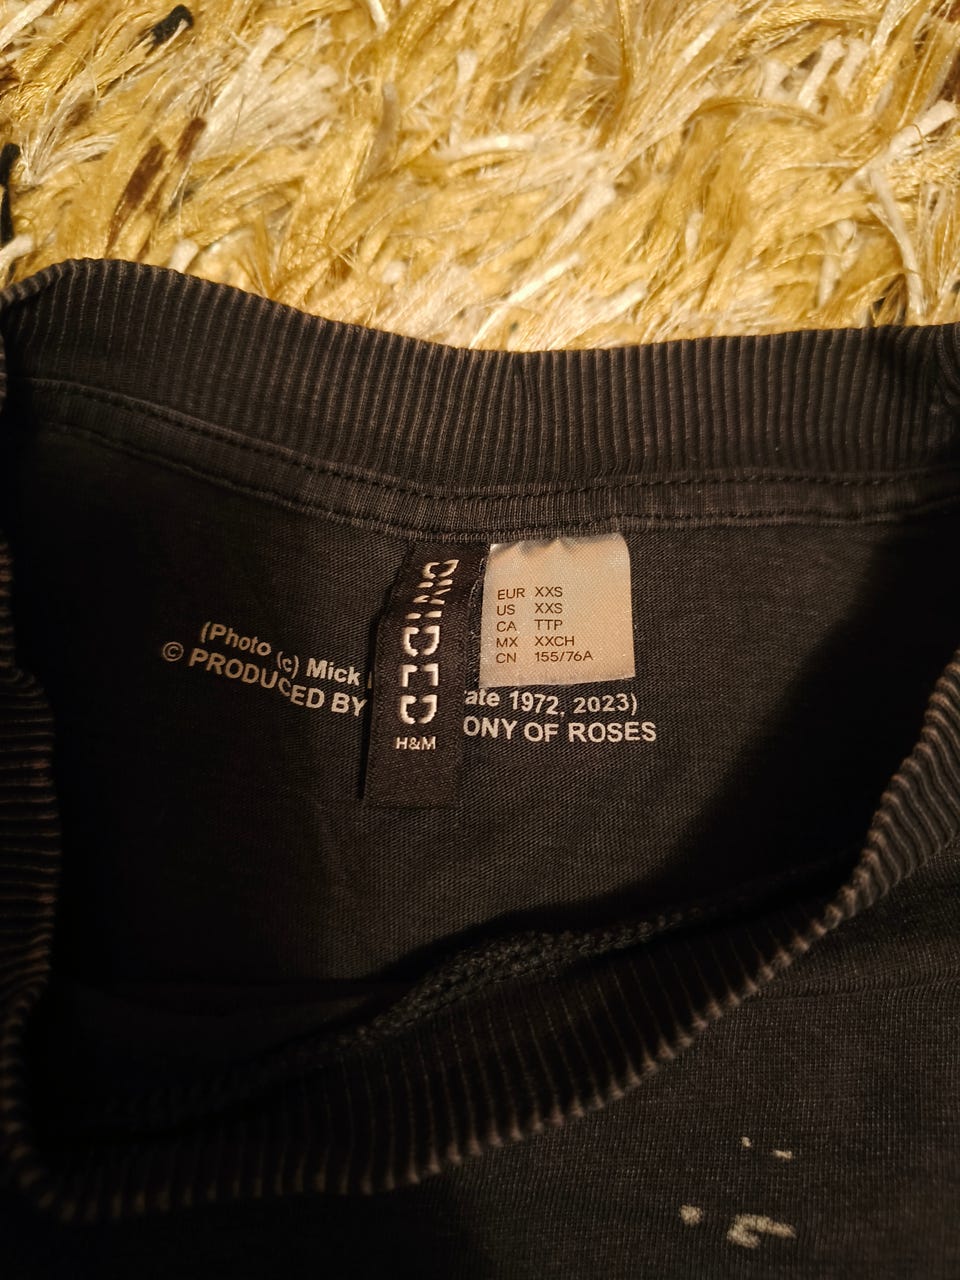 (Photo (c) Mick ate 1972, 2023)
© PRODUCED BY ONY OF ROSES
DIVIDED
H&M
EUR XXS
US XXS
CA TTP
MX XXCH
CN 155/76A